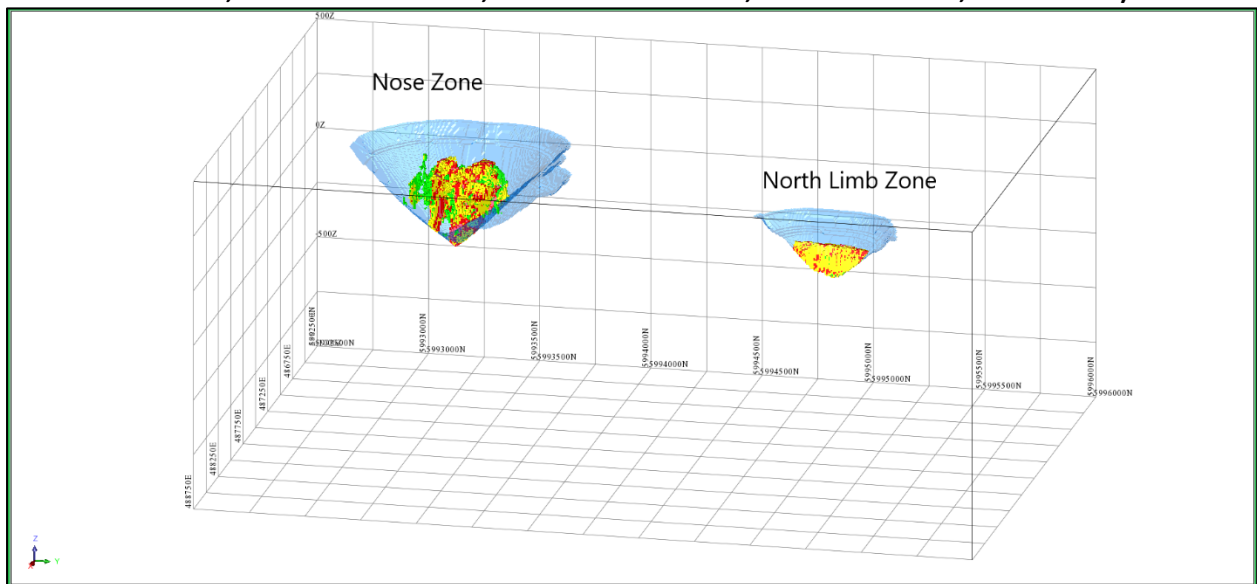 500Z
Nose Zone
0Z
North Limb Zone
-500Z
5993000N
5993000N
5993500N
5993500N
5994000N
5994000N
5994500N
5994500N
5995000N
5995000N
5995500N
5995500N
5996000N
5996000N
486750E
487250E
487750E
488250E
488750E
Z
Y
X